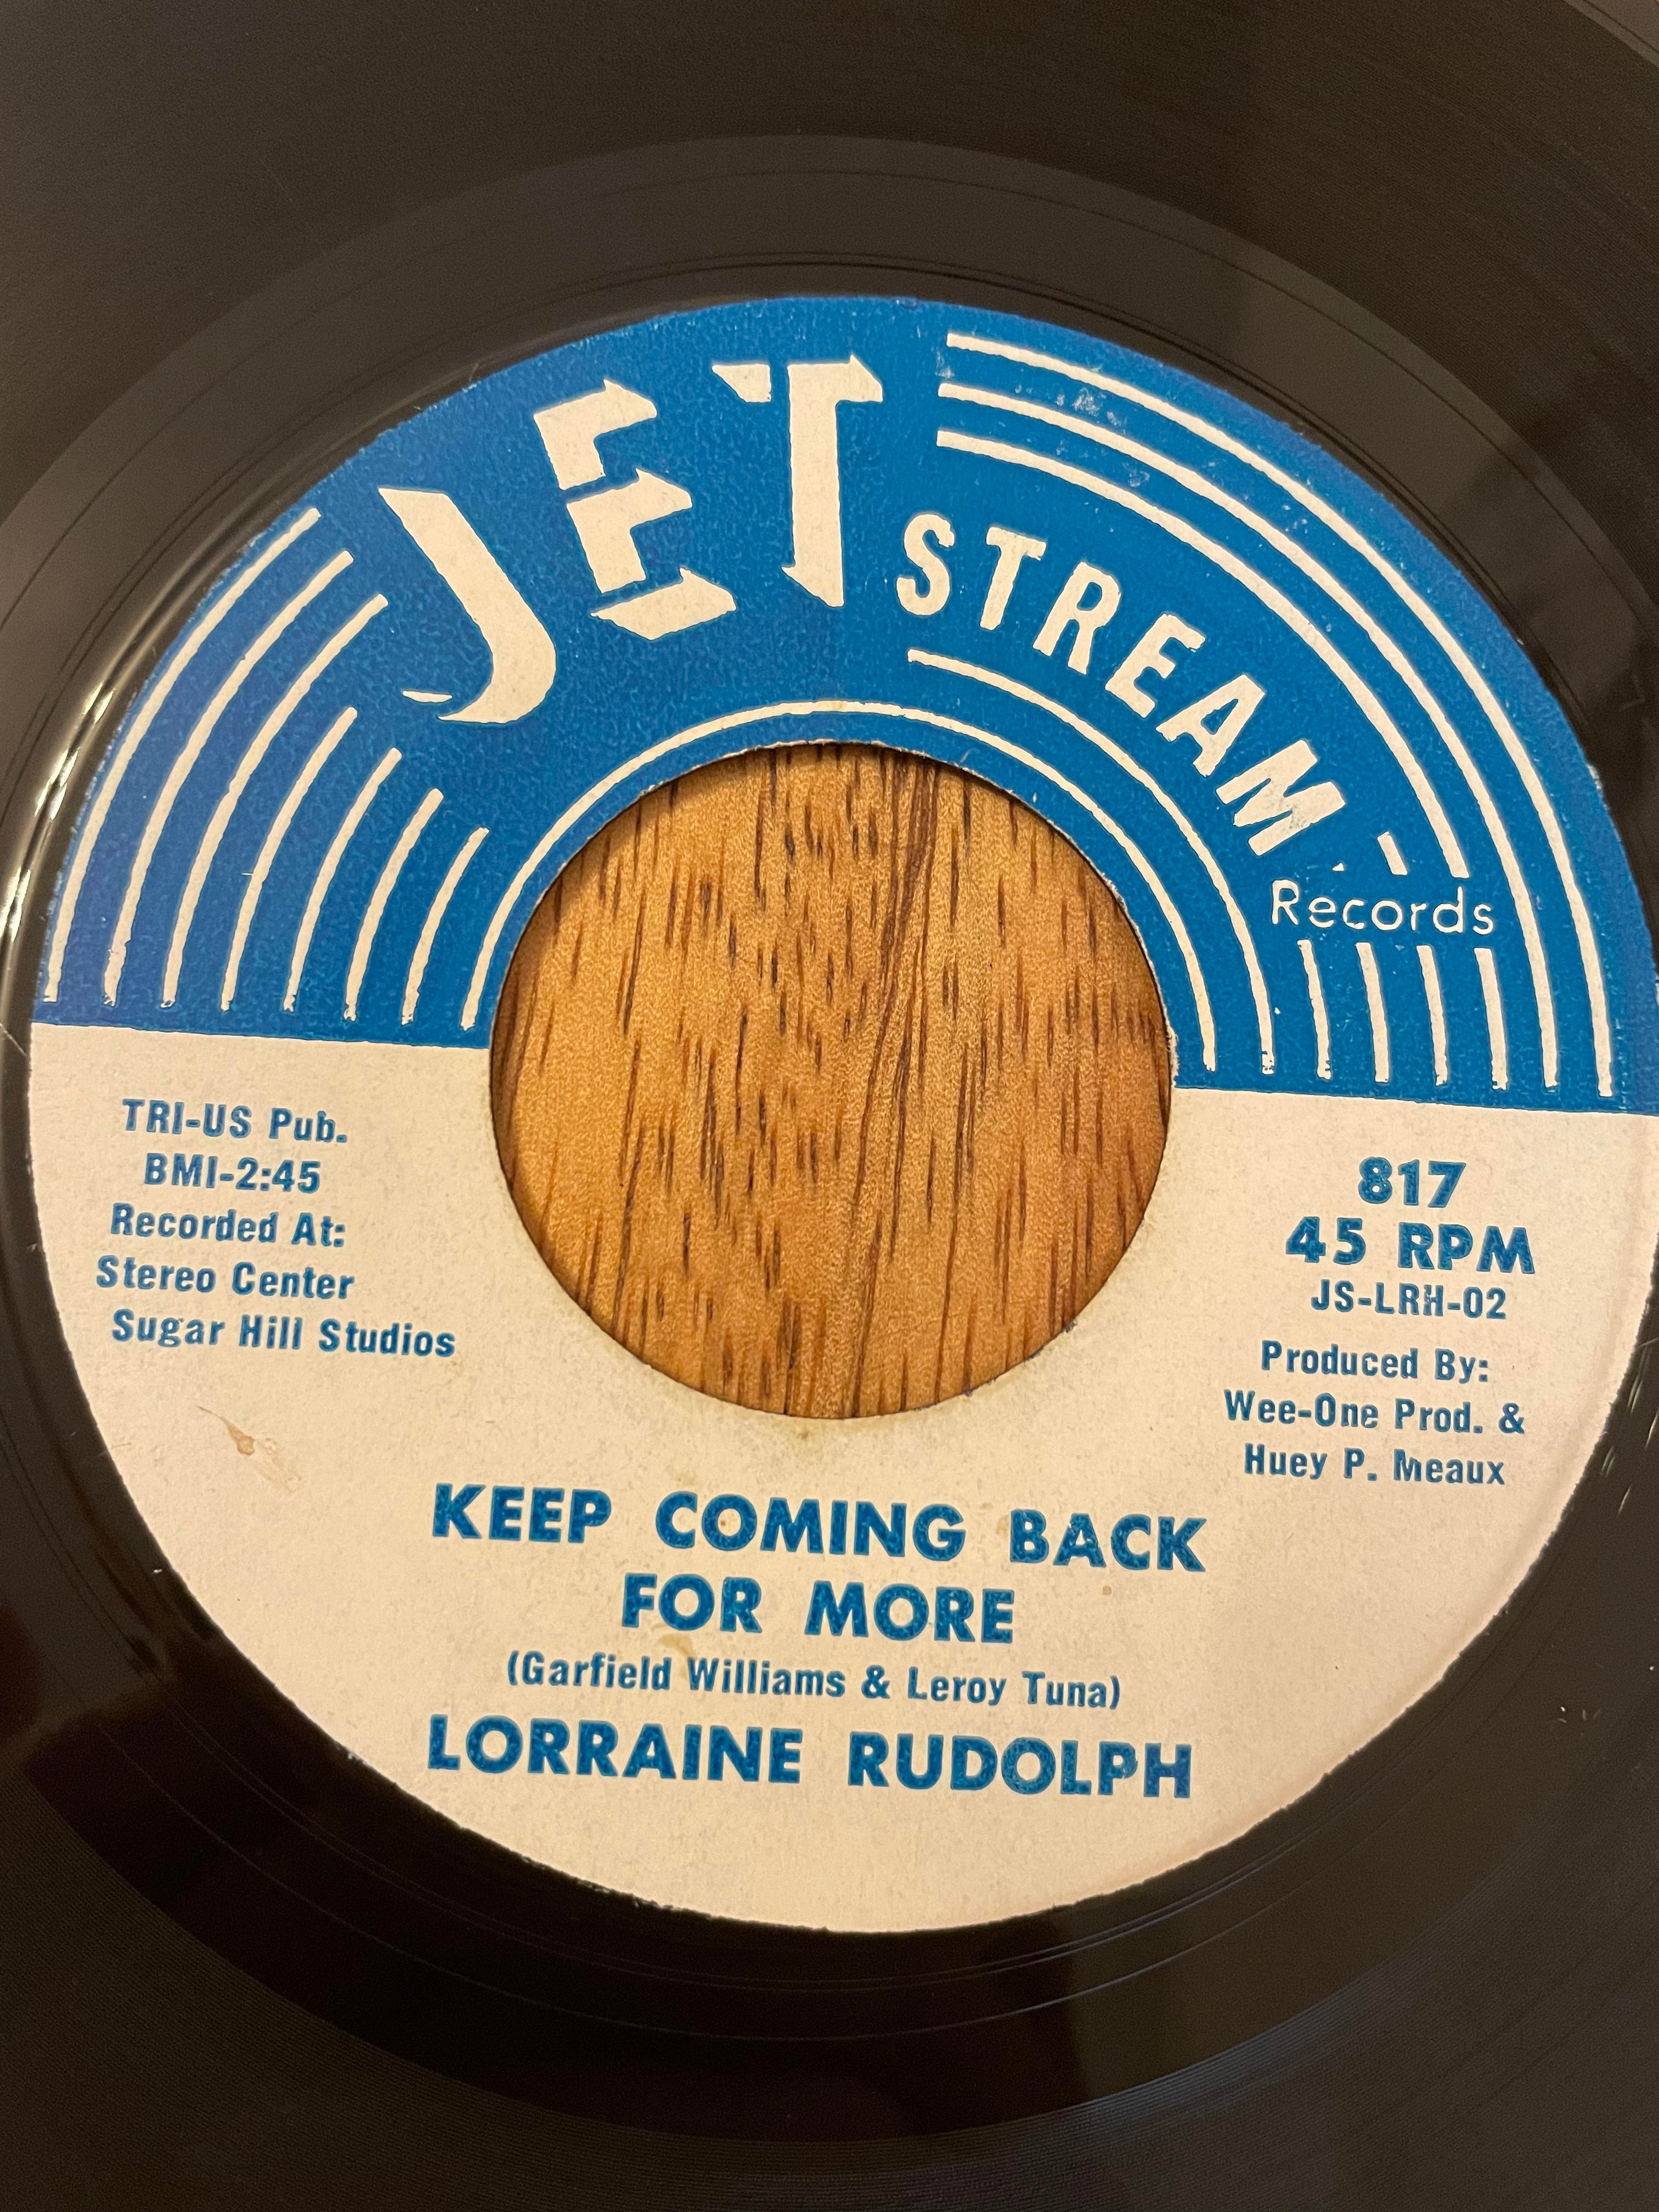 JET STREAM
Records
TRI-US Pub.
BMI-2:45
Recorded At:
Stereo Center
Sugar Hill Studios
817
45 RPM
JS-LRH-02
Produced By:
Wee-One Prod. &
Huey P. Meaux
KEEP COMING BACK
FOR MORE
(Garfield Williams & Leroy Tuna)
LORRAINE RUDOLPH